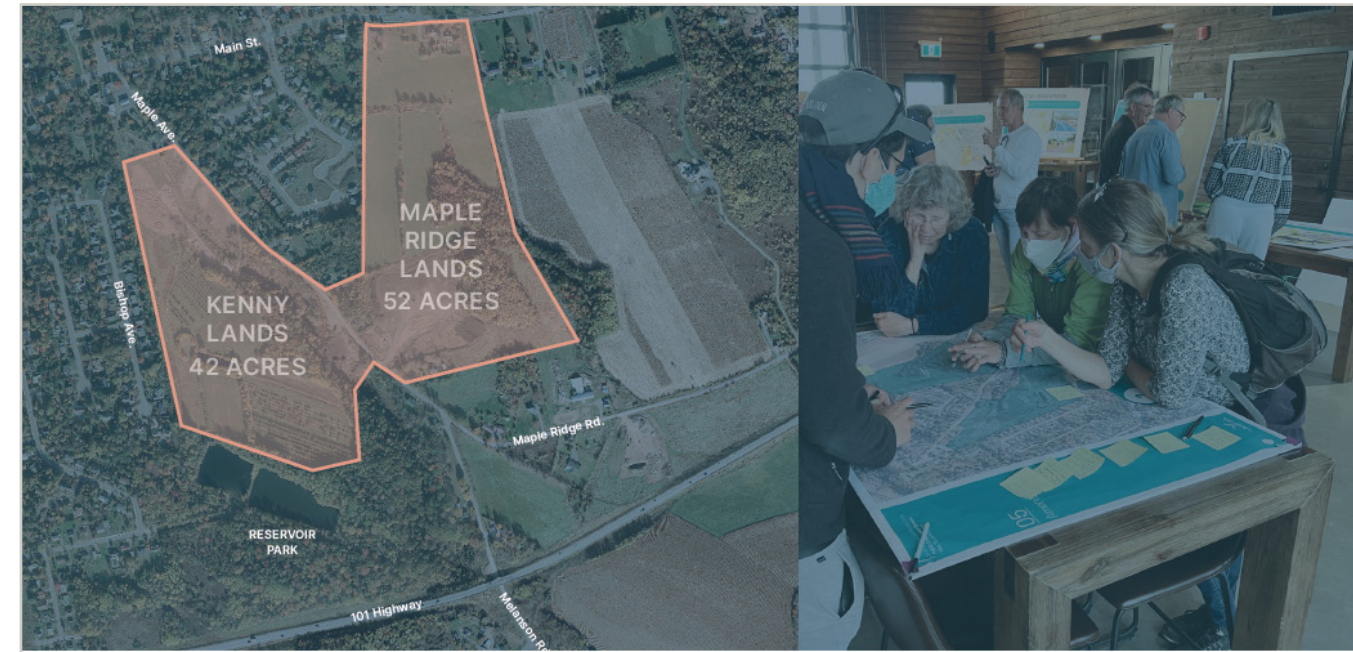 Main St.
Maple Ave.
MAPLE
RIDGE
LANDS
52 ACRES
KENNY
LANDS
42 ACRES
Bishop Ave.
Maple Ridge Rd.
RESERVOIR
PARK
101 Highway
05